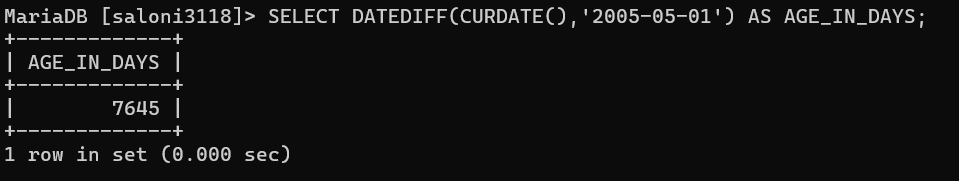 MariaDB [saloni3118]> SELECT DATEDIFF(CURDATE(),'2005-05-01') AS AGE_IN_DAYS;
+-------------+
| AGE_IN_DAYS |
+-------------+
|        7645 |
+-------------+
1 row in set (0.000 sec)